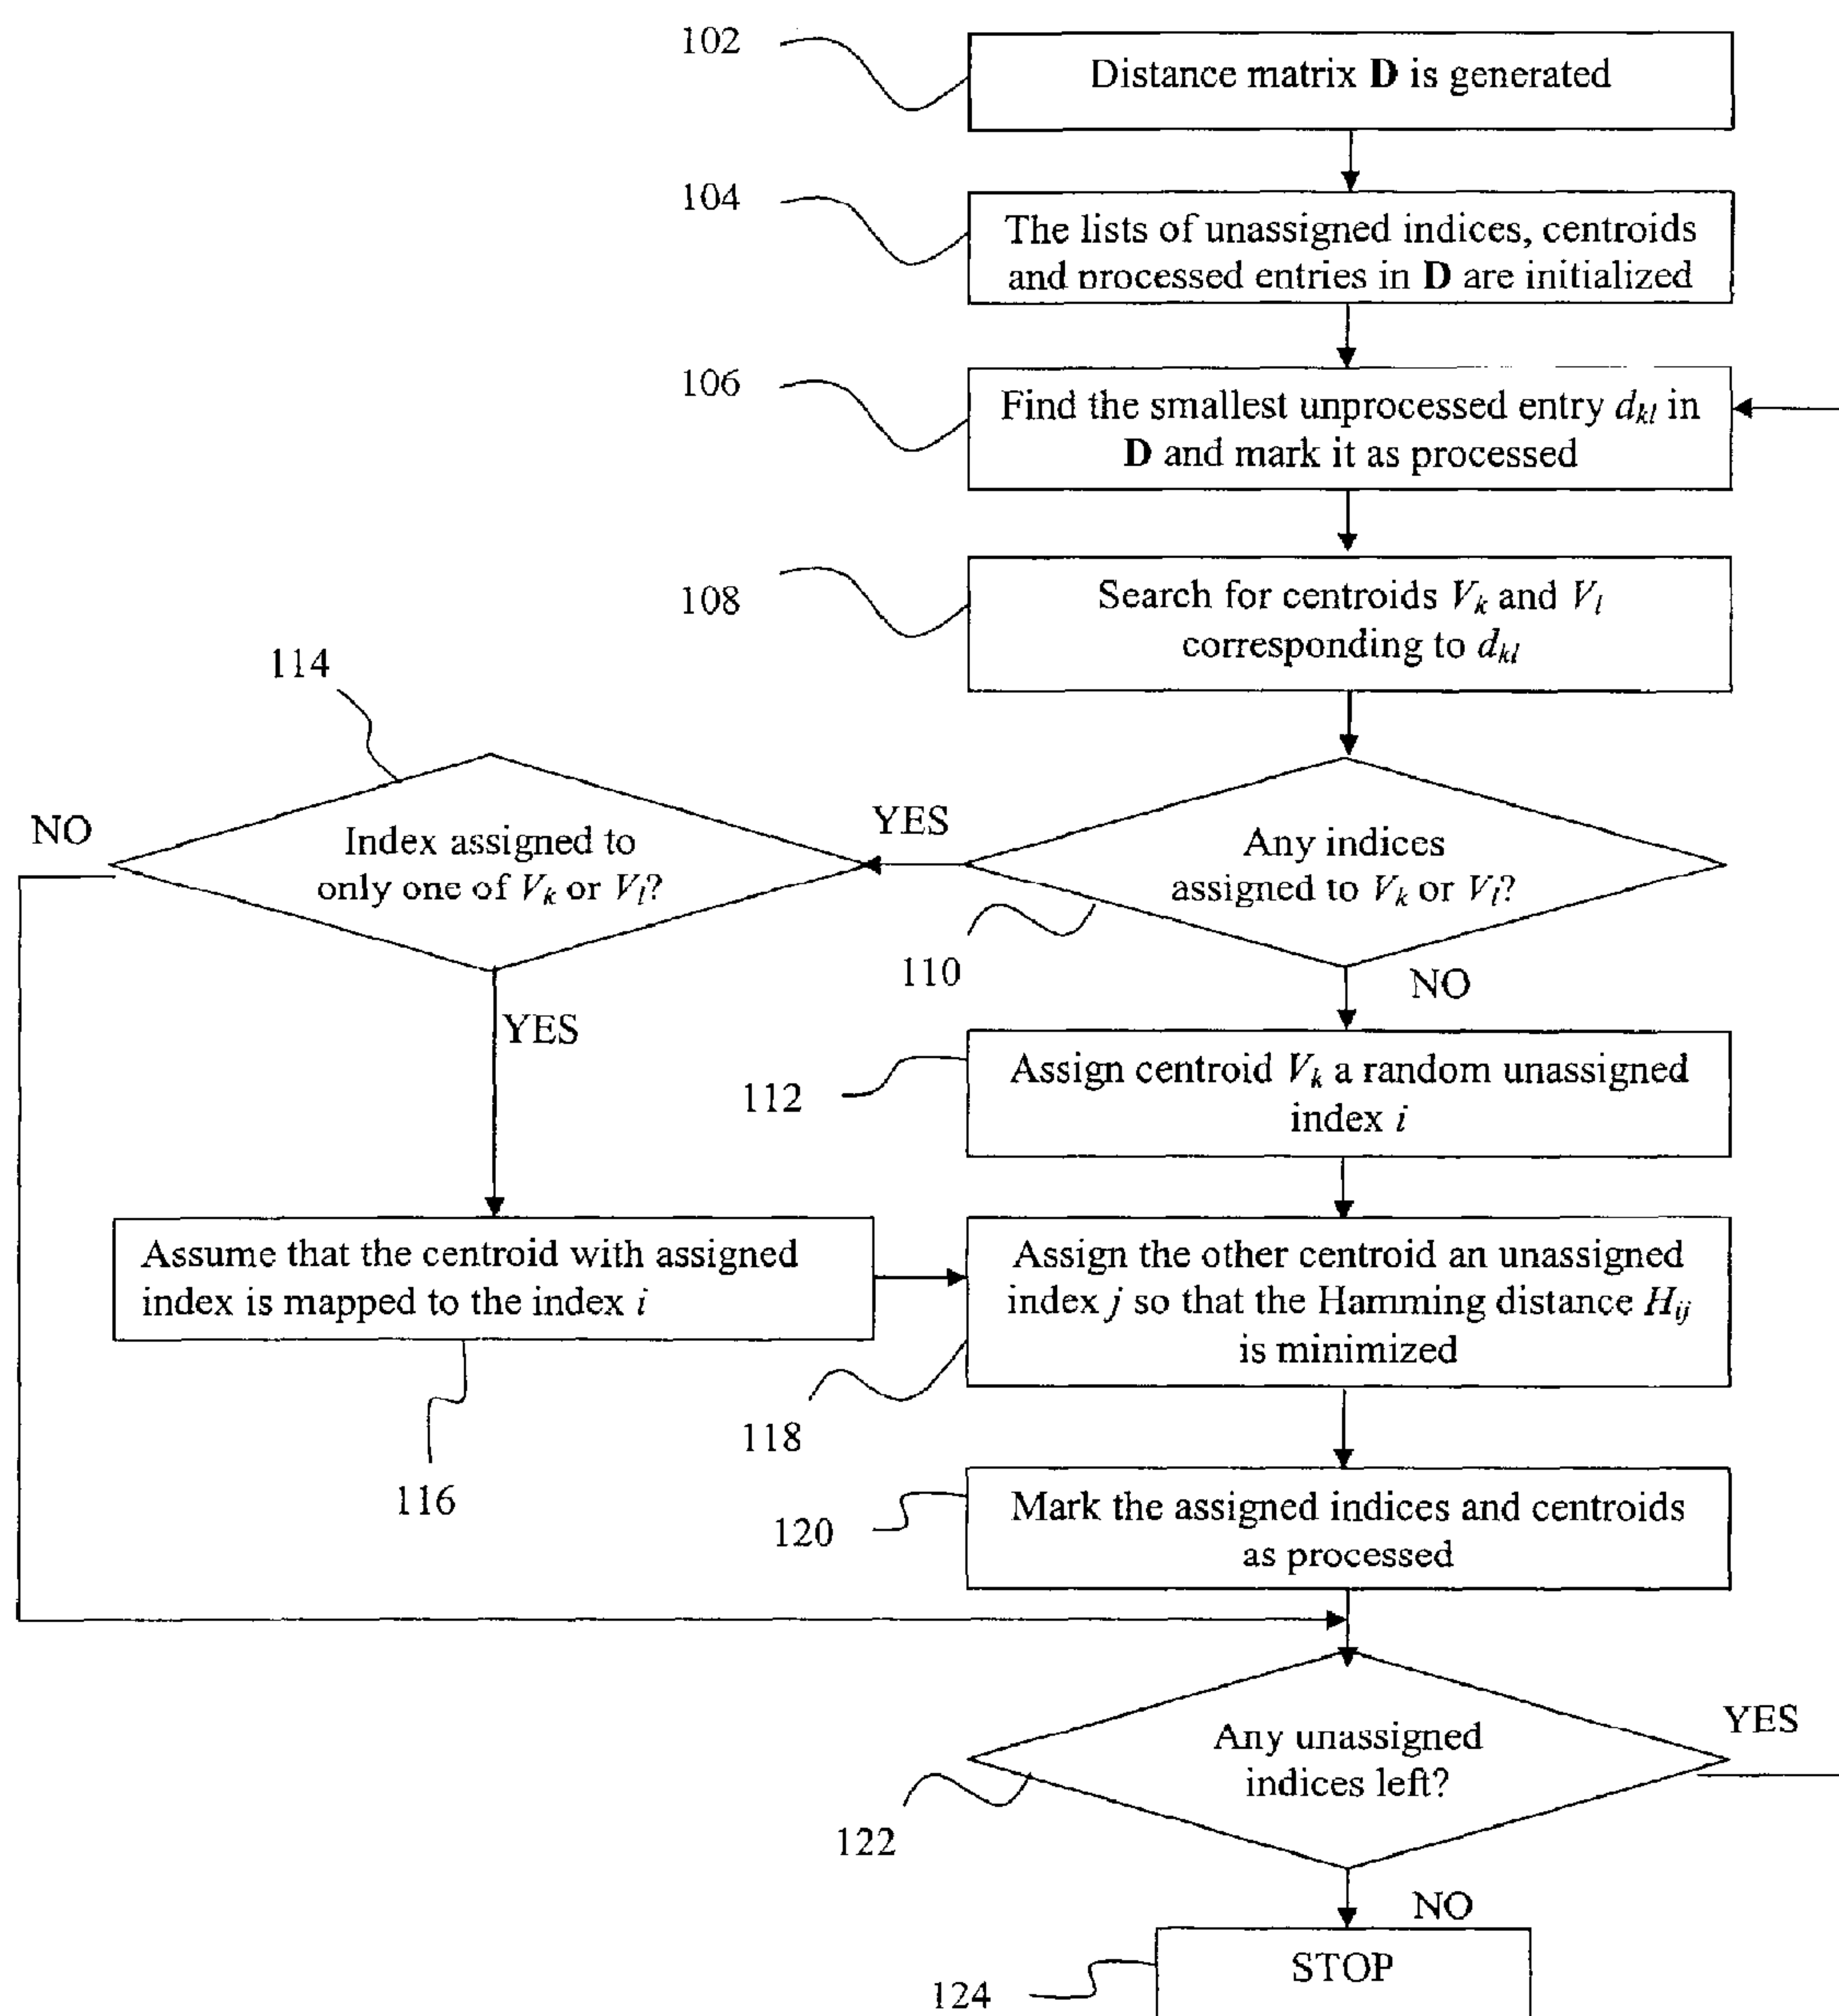 102
Distance matrix D is generated
104
The lists of unassigned indices, centroids
and processed entries in D are initialized
106
Find the smallest unprocessed entry dkl in
D and mark it as processed
108
Search for centroids Vk and Vl
corresponding to dkl
114
NO
Index assigned to
only one of Vk or Vl?
YES
Any indices
assigned to Vk or Vl?
110
NO
YES
112
Assign centroid Vk a random unassigned
index i
Assume that the centroid with assigned
index is mapped to the index i
Assign the other centroid an unassigned
index j so that the Hamming distance Hij
is minimized
118
116
120
Mark the assigned indices and centroids
as processed
Any unassigned
indices left?
YES
122
NO
STOP
124